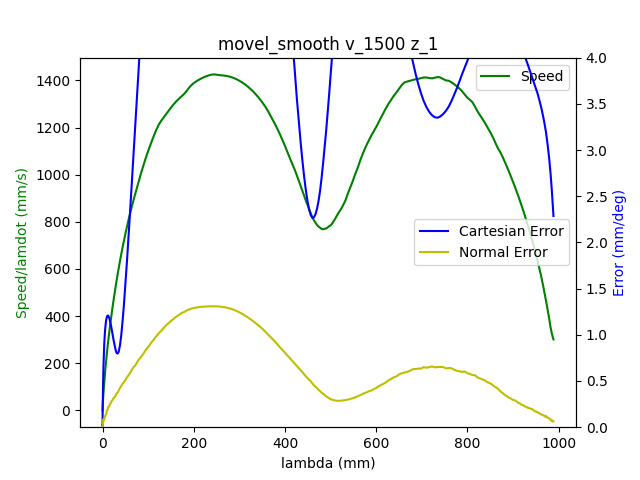 movel_smooth v_1500 z_1
Speed/lamdot (mm/s)
1400
1200
1000
800
600
400
200
0
Speed
Cartesian Error
Normal Error
4.0
3.5
3.0
2.5
2.0
1.5
1.0
0.5
0.0
Error (mm/deg)
0 200 400 600 800 1000
lambda (mm)